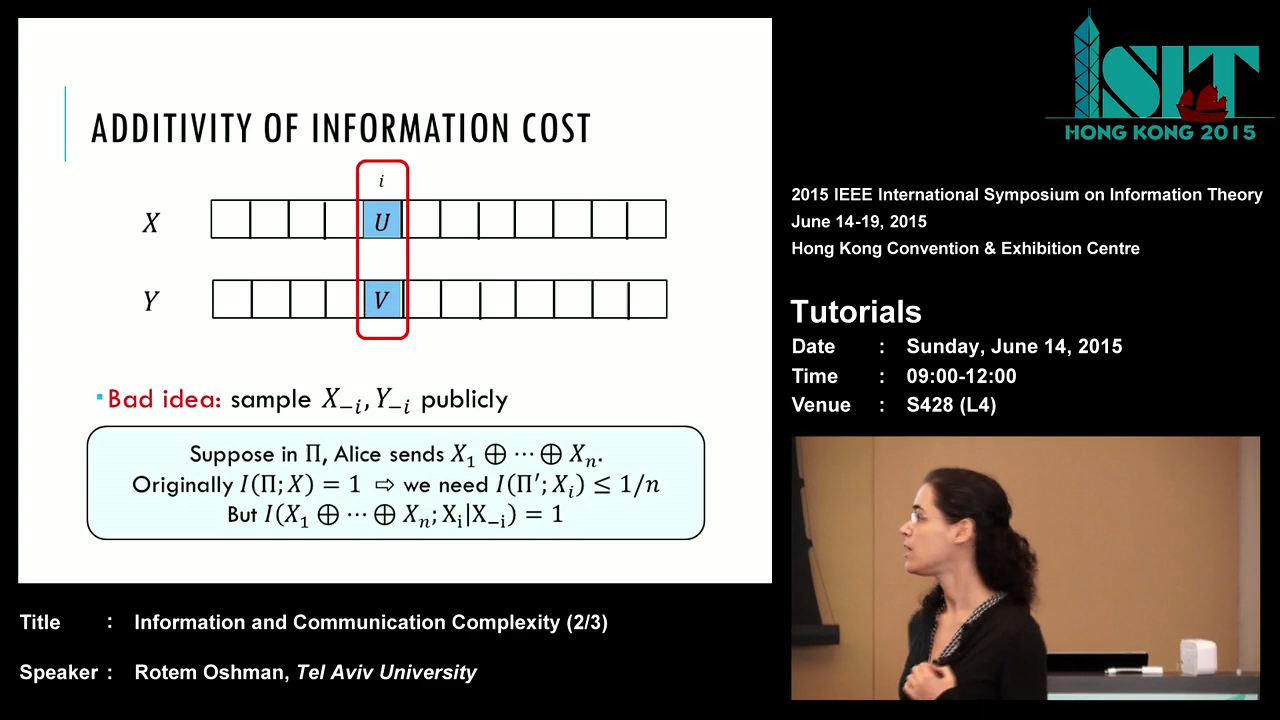 ADDITIVITY OF INFORMATION COST
i
X
U
Y
V
Bad idea: sample X₋ᵢ, Y₋ᵢ publicly
Suppose in Π, Alice sends X₁ ⊕ ⋯ ⊕ Xₙ.
Originally I(Π; X) = 1 ⇨ we need I(Π′; Xᵢ) ≤ 1/n
But I(X₁ ⊕ ⋯ ⊕ Xₙ; Xᵢ|X₋ᵢ) = 1
ISIT
HONG KONG 2015
2015 IEEE International Symposium on Information Theory
June 14-19, 2015
Hong Kong Convention & Exhibition Centre
Tutorials
Date : Sunday, June 14, 2015
Time : 09:00-12:00
Venue : S428 (L4)
Title : Information and Communication Complexity (2/3)
Speaker : Rotem Oshman, Tel Aviv University